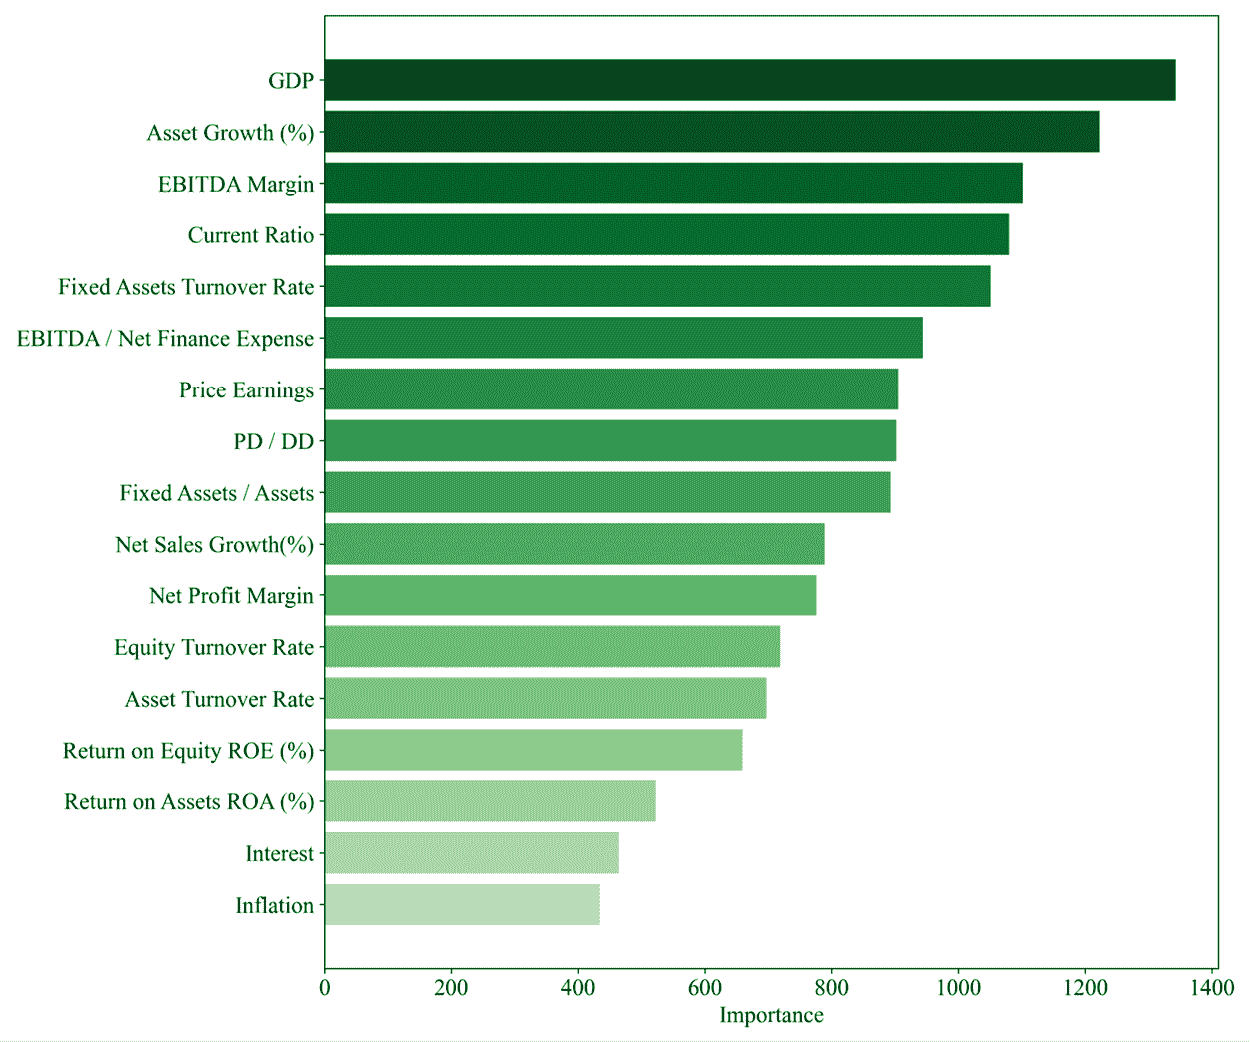 GDP
Asset Growth (%)
EBITDA Margin
Current Ratio
Fixed Assets Turnover Rate
EBITDA / Net Finance Expense
Price Earnings
PD / DD
Fixed Assets / Assets
Net Sales Growth(%)
Net Profit Margin
Equity Turnover Rate
Asset Turnover Rate
Return on Equity ROE (%)
Return on Assets ROA (%)
Interest
Inflation
0 200 400 600 800 1000 1200 1400
Importance